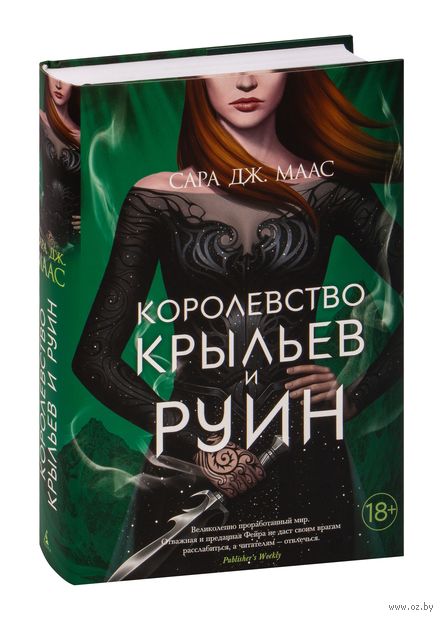 САРА ДЖ. МААС
КОРОЛЕВСТВО
КРЫЛЬЕВ
И
РУИН
Великолепно проработанный мир.
Отважная и преданная Фейра не даст своим врагам
расслабиться, а читателям — отвлечься.
Publisher's Weekly
18+
САРА ДЖ.
МААС
КОРОЛЕВСТВО
КРЫЛЬЕВ И РУИН
www.oz.by